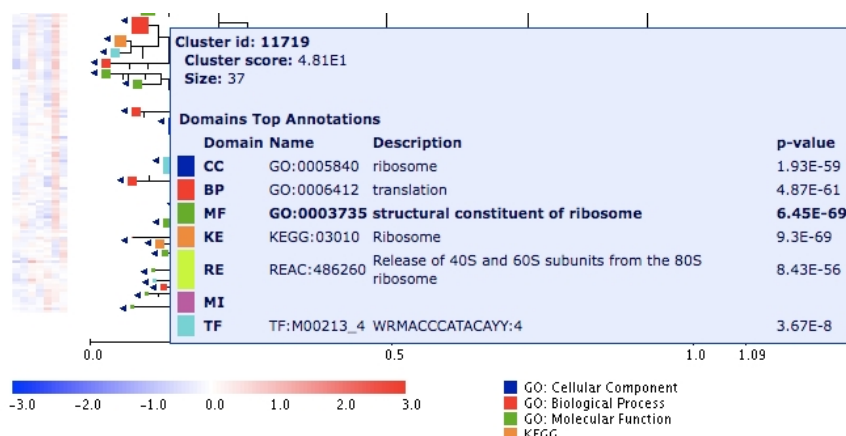 Cluster id: 11719
Cluster score: 4.81E1
Size: 37
Domains Top Annotations
Domain Name Description p-value
CC GO:0005840 ribosome 1.93E-59
BP GO:0006412 translation 4.87E-61
MF GO:0003735 structural constituent of ribosome 6.45E-69
KE KEGG:03010 Ribosome 9.3E-69
RE REAC:486260 Release of 40S and 60S subunits from the 80S ribosome 8.43E-56
MI
TF TF:M00213_4 WRMACCCATACAYY:4 3.67E-8
0.0 0.5 1.0 1.09
-3.0 -2.0 -1.0 0.0 1.0 2.0 3.0
GO: Cellular Component
GO: Biological Process
GO: Molecular Function
KEGG